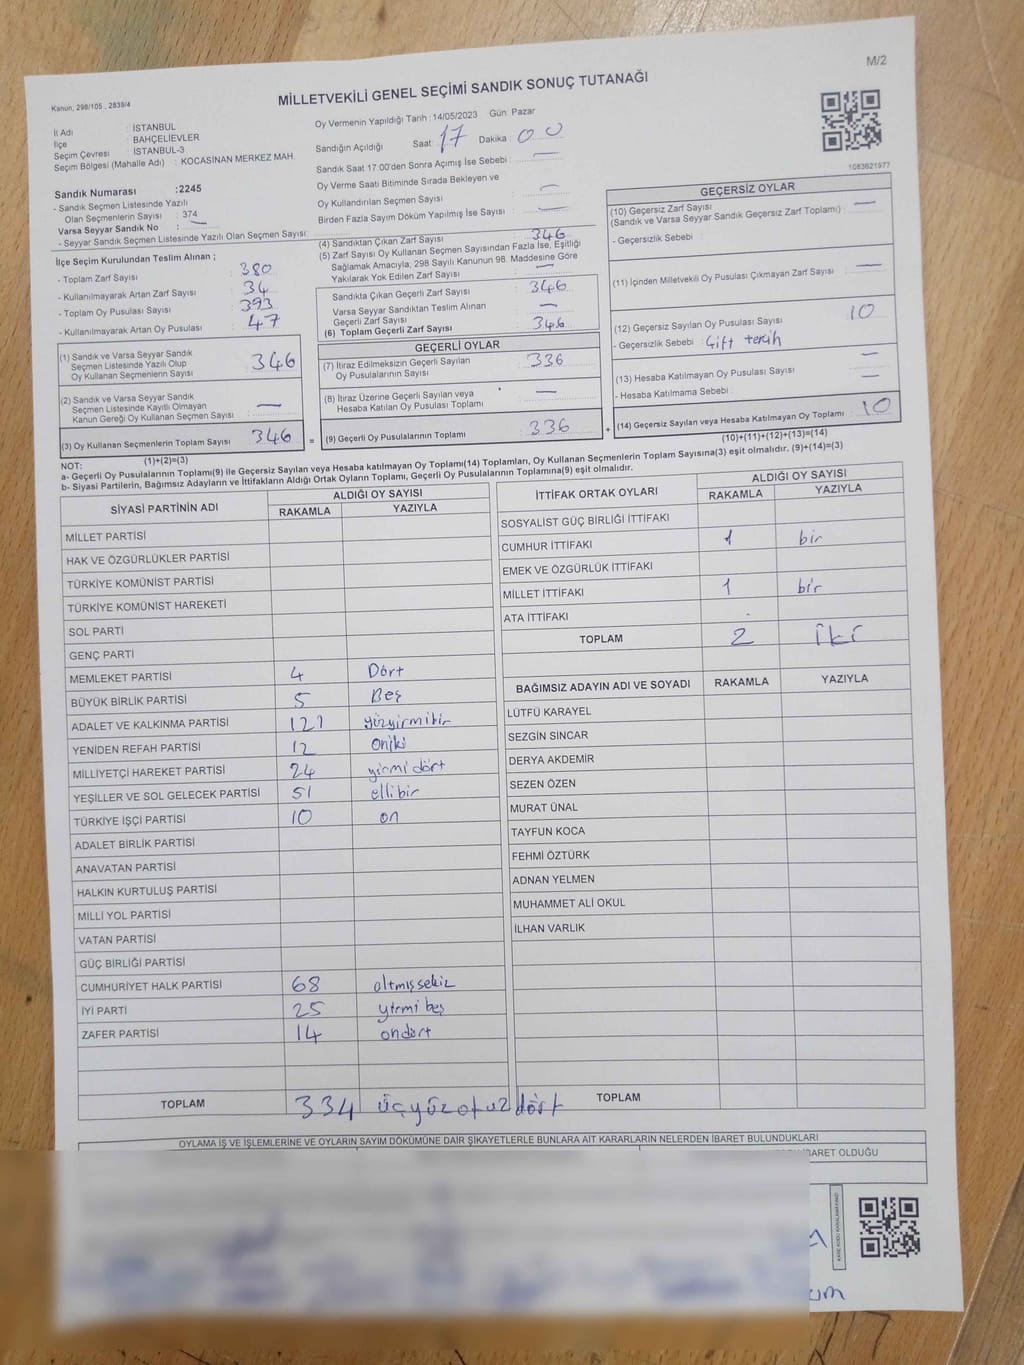 M/2
Kanun; 298/105 , 2839/4
MİLLETVEKİLİ GENEL SEÇİMİ SANDIK SONUÇ TUTANAĞI
İl Adı : İSTANBUL
İlçe : BAHÇELİEVLER
Seçim Çevresi : İSTANBUL-3
Seçim Bölgesi (Mahalle Adı) : KOCASİNAN MERKEZ MAH.
Sandık Numarası :2245
- Sandık Seçmen Listesinde Yazılı
Olan Seçmenlerin Sayısı : 374
Varsa Seyyar Sandık No : —
- Seyyar Sandık Seçmen Listesinde Yazılı Olan Seçmen Sayısı:
Oy Vermenin Yapıldığı Tarih :14/05/2023 Gün: Pazar
Sandığın Açıldığı Saat : 17 Dakika : 00
Sandık Saat 17:00'den Sonra Açımış İse Sebebi : —
Oy Verme Saati Bitiminde Sırada Bekleyen ve
Oy Kullandırılan Seçmen Sayısı : —
Birden Fazla Sayım Döküm Yapılmış İse Sayısı : —
1083621977
İlçe Seçim Kurulundan Teslim Alınan ;
- Toplam Zarf Sayısı : 380
- Kullanılmayarak Artan Zarf Sayısı : 34
- Toplam Oy Pusulası Sayısı : 393
- Kullanılmayarak Artan Oy Pusulası : 47
(1) Sandık ve Varsa Seyyar Sandık
Seçmen Listesinde Yazılı Olup
Oy Kullanan Seçmenlerin Sayısı : 346
(2) Sandık ve Varsa Seyyar Sandık
Seçmen Listesinde Kayıtlı Olmayan
Kanun Gereği Oy Kullanan Seçmen Sayısı : —
(3) Oy Kullanan Seçmenlerin Toplam Sayısı : 346
(1)+(2)=(3)
(4) Sandıktan Çıkan Zarf Sayısı : 346
(5) Zarf Sayısı Oy Kullanan Seçmen Sayısından Fazla İse, Eşitliği
Sağlamak Amacıyla; 298 Sayılı Kanunun 98. Maddesine Göre
Yakılarak Yok Edilen Zarf Sayısı : —
Sandıkta Çıkan Geçerli Zarf Sayısı : 346
Varsa Seyyar Sandıktan Teslim Alınan
Geçerli Zarf Sayısı : —
(6) Toplam Geçerli Zarf Sayısı : 346
GEÇERLİ OYLAR
(7) İtiraz Edilmeksizin Geçerli Sayılan
Oy Pusulalarının Sayısı : 336
(8) İtiraz Üzerine Geçerli Sayılan veya
Hesaba Katılan Oy Pusulası Toplamı : —
= (9) Geçerli Oy Pusulalarının Toplamı : 336
GEÇERSİZ OYLAR
(10) Geçersiz Zarf Sayısı
(Sandık ve Varsa Seyyar Sandık Geçersiz Zarf Toplamı) : —
- Geçersizlik Sebebi :
(11) İçinden Milletvekili Oy Pusulası Çıkmayan Zarf Sayısı : —
(12) Geçersiz Sayılan Oy Pusulası Sayısı : 10
- Geçersizlik Sebebi : Çift tercih
(13) Hesaba Katılmayan Oy Pusulası Sayısı : —
- Hesaba Katılmama Sebebi : —
+ (14) Geçersiz Sayılan veya Hesaba Katılmayan Oy Toplamı : 10
(10)+(11)+(12)+(13)=(14)
NOT:
a- Geçerli Oy Pusulalarının Toplamı(9) ile Geçersiz Sayılan veya Hesaba katılmayan Oy Toplamı(14) Toplamları, Oy Kullanan Seçmenlerin Toplam Sayısına(3) eşit olmalıdır. (9)+(14)=(3)
b- Siyasi Partilerin, Bağımsız Adayların ve İttifakların Aldığı Ortak Oyların Toplamı, Geçerli Oy Pusulalarının Toplamına(9) eşit olmalıdır.
SİYASİ PARTİNİN ADI ALDIĞI OY SAYISI
RAKAMLA YAZIYLA
MİLLET PARTİSİ
HAK VE ÖZGÜRLÜKLER PARTİSİ
TÜRKİYE KOMÜNİST PARTİSİ
TÜRKİYE KOMÜNİST HAREKETİ
SOL PARTİ
GENÇ PARTİ
MEMLEKET PARTİSİ 4 Dört
BÜYÜK BİRLİK PARTİSİ 5 Beş
ADALET VE KALKINMA PARTİSİ 121 yüzyirmibir
YENİDEN REFAH PARTİSİ 12 oniki
MİLLİYETÇİ HAREKET PARTİSİ 24 yirmi dört
YEŞİLLER VE SOL GELECEK PARTİSİ 51 ellibir
TÜRKİYE İŞÇİ PARTİSİ 10 on
ADALET BİRLİK PARTİSİ
ANAVATAN PARTİSİ
HALKIN KURTULUŞ PARTİSİ
MİLLİ YOL PARTİSİ
VATAN PARTİSİ
GÜÇ BİRLİĞİ PARTİSİ
CUMHURİYET HALK PARTİSİ 68 altmışsekiz
İYİ PARTİ 25 yirmi beş
ZAFER PARTİSİ 14 ondört
TOPLAM 334 üçyüzotuzdört
İTTİFAK ORTAK OYLARI ALDIĞI OY SAYISI
RAKAMLA YAZIYLA
SOSYALİST GÜÇ BİRLİĞİ İTTİFAKI
CUMHUR İTTİFAKI 1 bir
EMEK VE ÖZGÜRLÜK İTTİFAKI
MİLLET İTTİFAKI 1 bir
ATA İTTİFAKI
TOPLAM 2 iki
BAĞIMSIZ ADAYIN ADI VE SOYADI RAKAMLA YAZIYLA
LÜTFÜ KARAYEL
SEZGİN SİNCAR
DERYA AKDEMİR
SEZEN ÖZEN
MURAT ÜNAL
TAYFUN KOCA
FEHMİ ÖZTÜRK
ADNAN YELMEN
MUHAMMET ALİ OKUL
İLHAN VARLIK
TOPLAM
OYLAMA İŞ VE İŞLEMLERİNE VE OYLARIN SAYIM DÖKÜMÜNE DAİR ŞİKAYETLERLE BUNLARA AİT KARARLARIN NELERDEN İBARET BULUNDUKLARI
BARET OLDUĞU